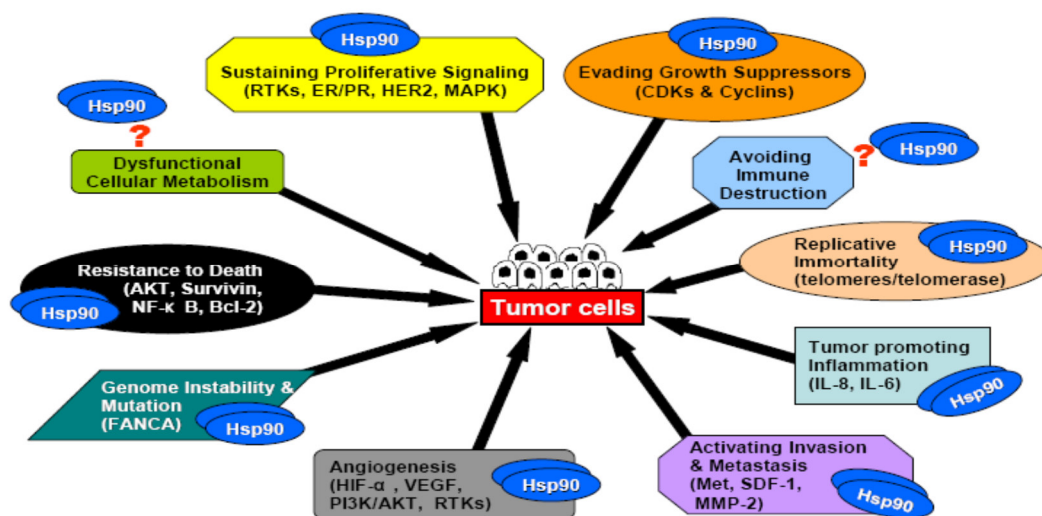 Hsp90
Sustaining Proliferative Signaling
(RTKs, ER/PR, HER2, MAPK)
Hsp90
Evading Growth Suppressors
(CDKs & Cyclins)
Hsp90
?
Dysfunctional
Cellular Metabolism
Avoiding
Immune
Destruction
?
Hsp90
Resistance to Death
(AKT, Survivin,
NF-κ B, Bcl-2)
Hsp90
Replicative
Immortality
(telomeres/telomerase)
Hsp90
Tumor cells
Genome Instability &
Mutation
(FANCA)
Hsp90
Tumor promoting
Inflammation
(IL-8, IL-6)
Hsp90
Angiogenesis
(HIF-α , VEGF,
PI3K/AKT, RTKs)
Hsp90
Activating Invasion
& Metastasis
(Met, SDF-1,
MMP-2)
Hsp90